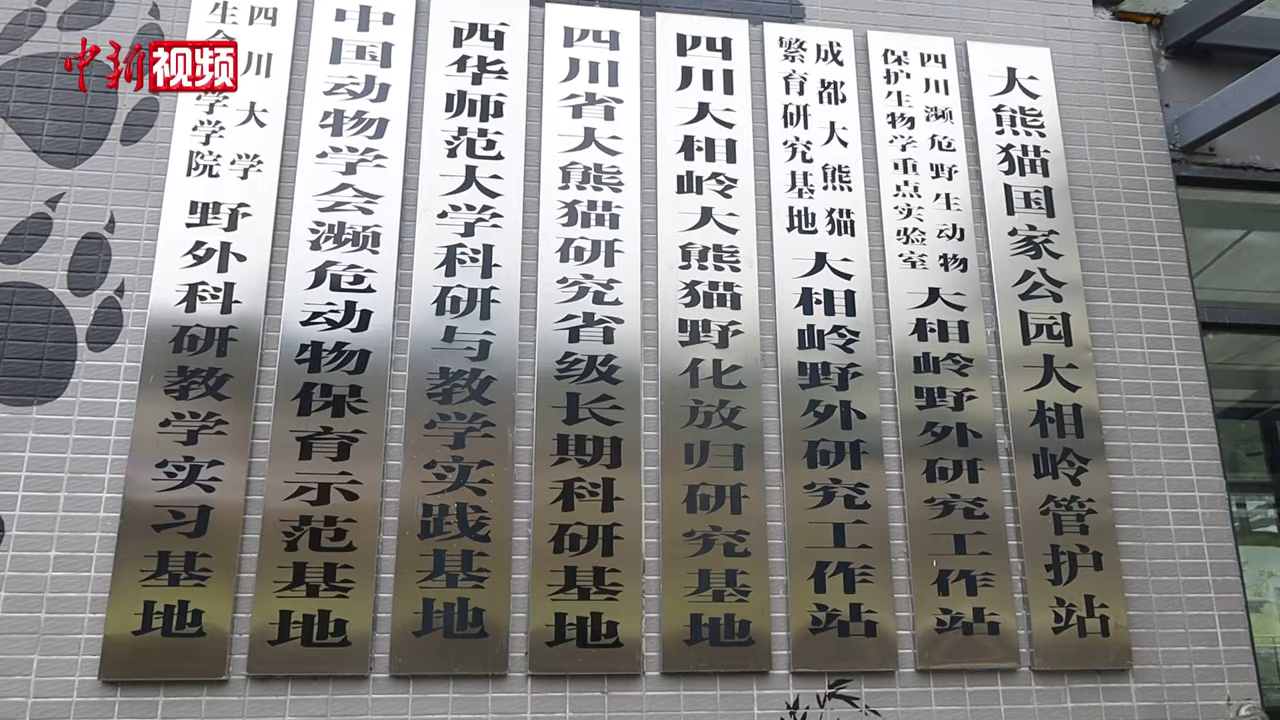 中新视频
大熊猫国家公园大相岭管护站
四川濒危野生动物
保护生物学重点实验室
大相岭野外研究工作站
成都大熊猫
繁育研究基地
大相岭野外研究工作站
四川大相岭大熊猫野化放归研究基地
四川省大熊猫研究省级长期科研基地
西华师范大学科研与教学实践基地
中国动物学会濒危动物保育示范基地
四川大学
生命科学学院
野外科研教学实习基地